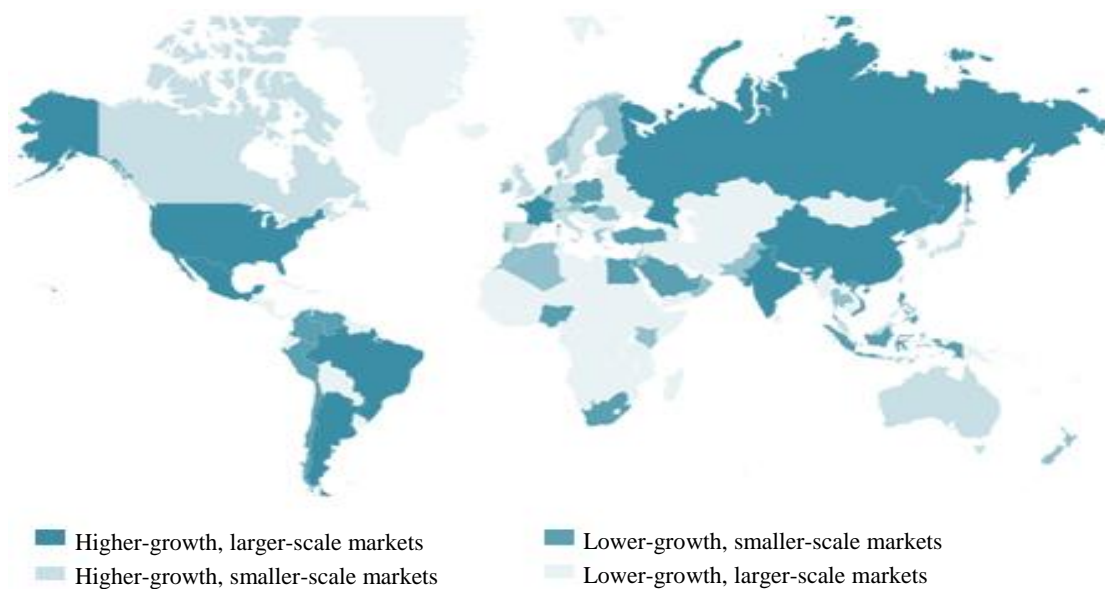 Higher-growth, larger-scale markets
Lower-growth, smaller-scale markets
Higher-growth, smaller-scale markets
Lower-growth, larger-scale markets